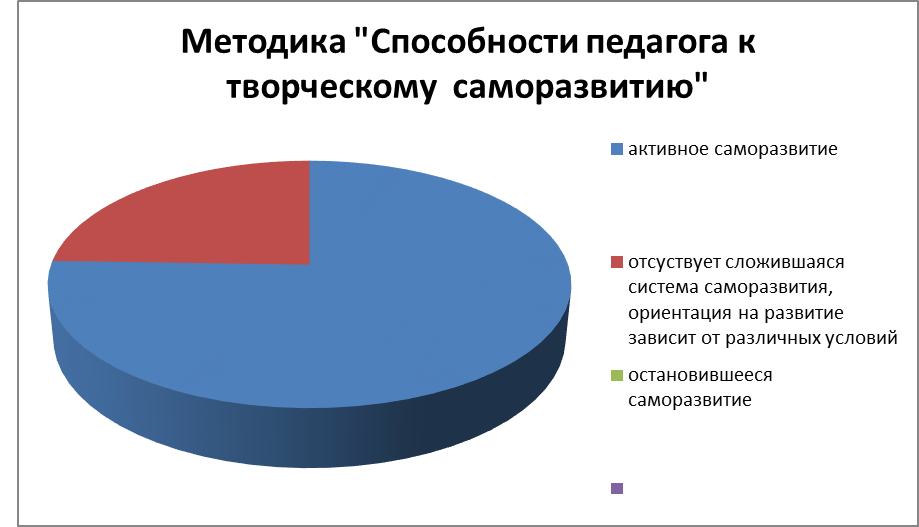 Методика "Способности педагога к
творческому саморазвитию"
активное саморазвитие
отсуствует сложившаяся
система саморазвития,
ориентация на развитие
зависит от различных условий
остановившееся
саморазвитие